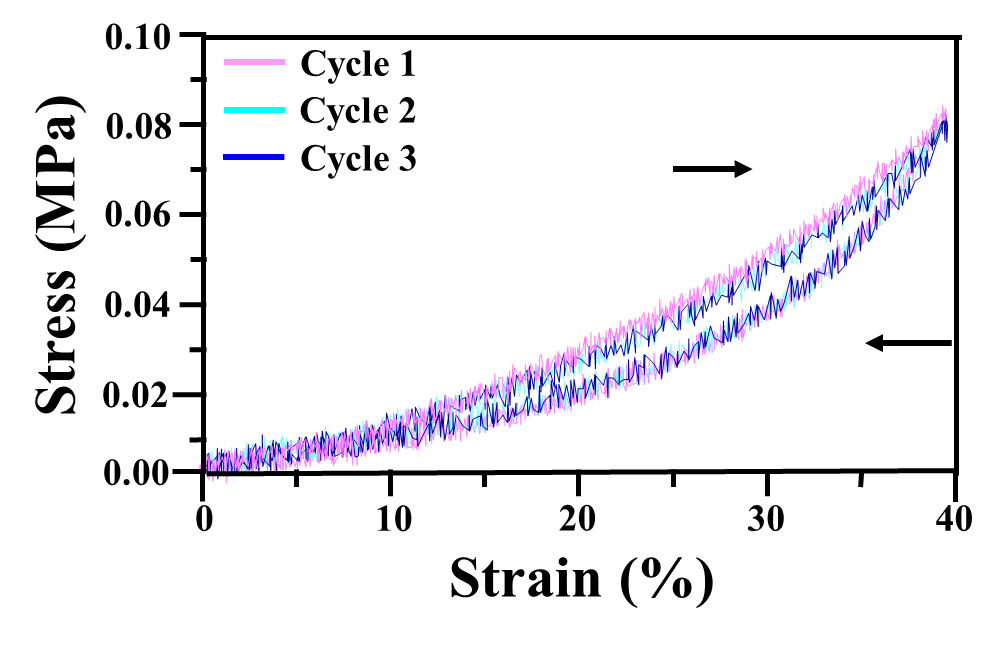 0.10
0.08
0.06
0.04
0.02
0.00
Stress (MPa)
Cycle 1
Cycle 2
Cycle 3
0 10 20 30 40
Strain (%)